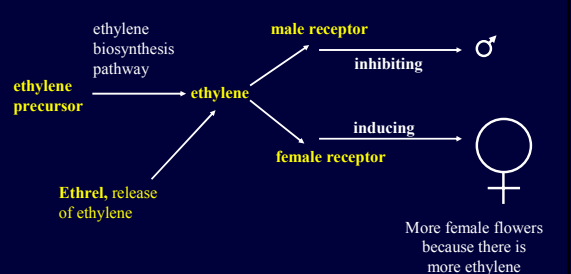 ethylene
biosynthesis
pathway
male receptor
inhibiting
ethylene
precursor
ethylene
inducing
female receptor
Ethrel, release
of ethylene
More female flowers
because there is
more ethylene